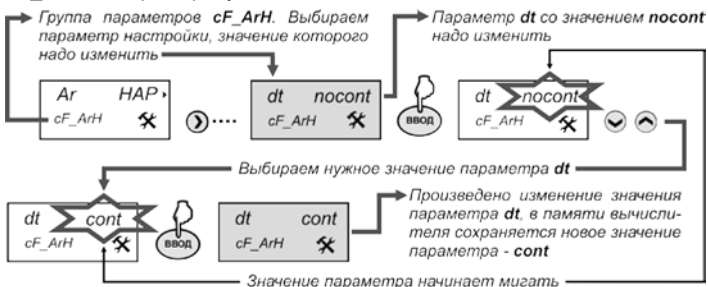 Группа параметров cF_ArH. Выбираем
параметр настройки, значение которого
надо изменить
Параметр dt со значением nocont
надо изменить
Ar HAP
cF_ArH
dt nocont
cF_ArH
ВВОД
dt nocont
cF_ArH
Выбираем нужное значение параметра dt
dt cont
cF_ArH
ВВОД
dt cont
cF_ArH
Произведено изменение значения
параметра dt, в памяти вычисли-
теля сохраняется новое значение
параметра - cont
Значение параметра начинает мигать